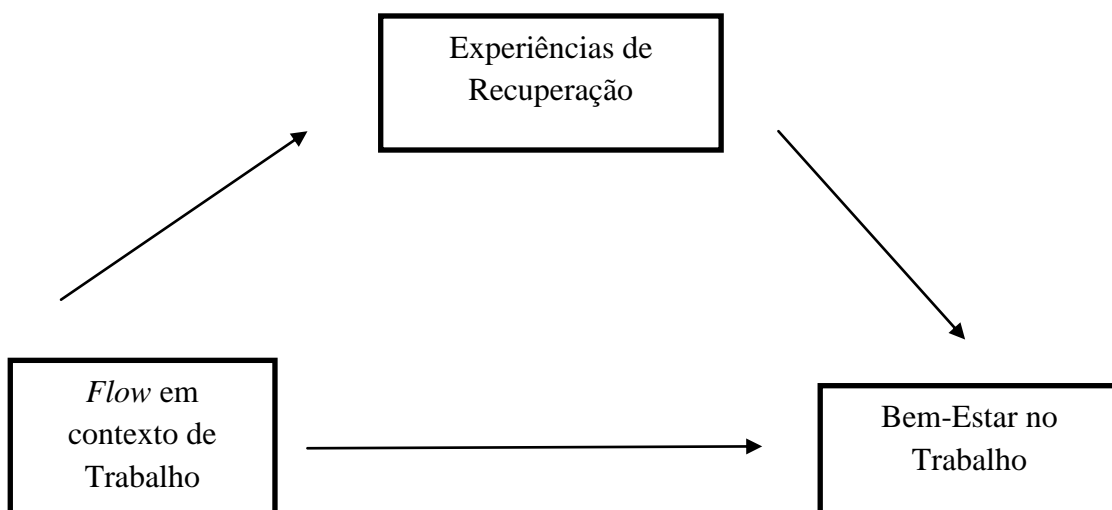 Experiências de
Recuperação
Flow em
contexto de
Trabalho
Bem-Estar no
Trabalho